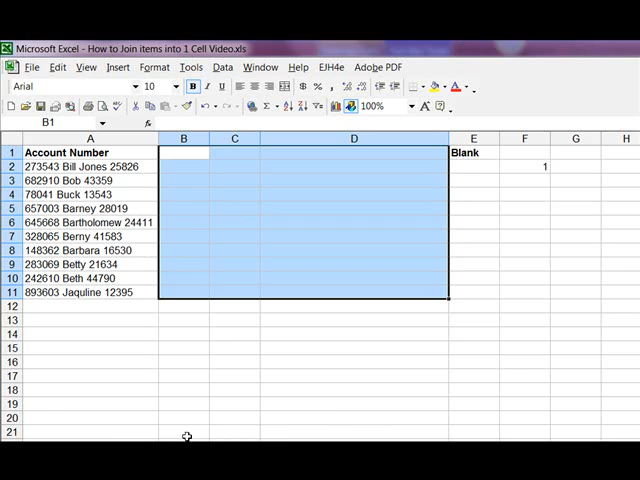 Microsoft Excel - How to Join items into 1 Cell Video.xls
File Edit View Insert Format Tools Data Window Help EJH4e Adobe PDF
Arial 10 B I U $ % ,
Σ 100% A
B1 fx
A B C D E F G H
1 Account Number Blank
2 273543 Bill Jones 25826 1
3 682910 Bob 43359
4 78041 Buck 13543
5 657003 Barney 28019
6 645668 Bartholomew 24411
7 328065 Berny 41583
8 148362 Barbara 16530
9 283069 Betty 21634
10 242610 Beth 44790
11 893603 Jaquline 12395
12
13
14
15
16
17
18
19
20
21